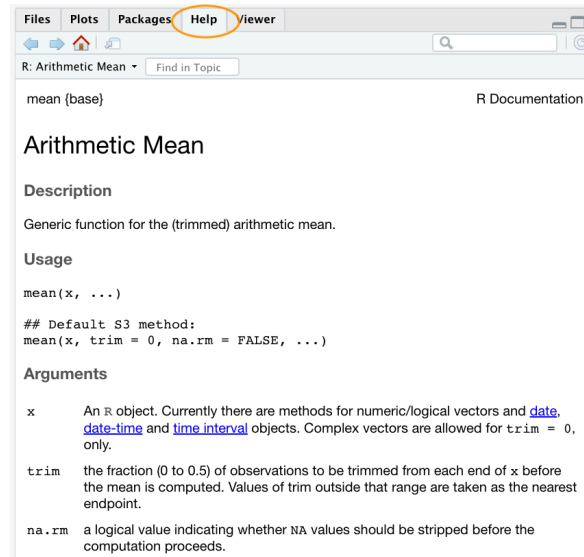 Files Plots Packages Help Viewer
R: Arithmetic Mean Find in Topic
mean {base} R Documentation
Arithmetic Mean
Description
Generic function for the (trimmed) arithmetic mean.
Usage
mean(x, ...)
## Default S3 method:
mean(x, trim = 0, na.rm = FALSE, ...)
Arguments
x An R object. Currently there are methods for numeric/logical vectors and date,
date-time and time interval objects. Complex vectors are allowed for trim = 0,
only.
trim the fraction (0 to 0.5) of observations to be trimmed from each end of x before
the mean is computed. Values of trim outside that range are taken as the nearest
endpoint.
na.rm a logical value indicating whether NA values should be stripped before the
computation proceeds.